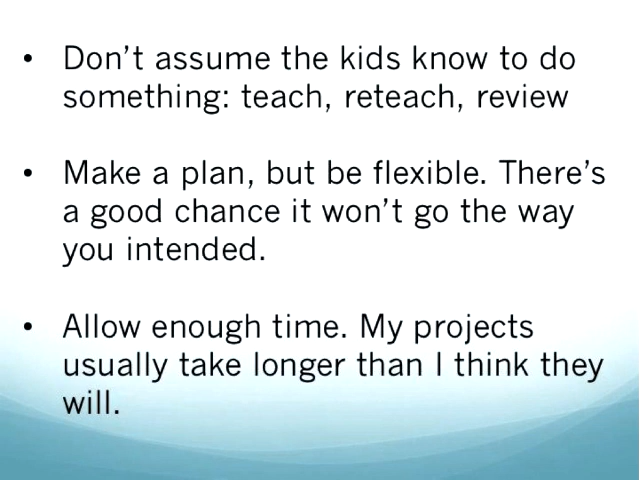 • Don’t assume the kids know to do
something: teach, reteach, review
• Make a plan, but be flexible. There’s
a good chance it won’t go the way
you intended.
• Allow enough time. My projects
usually take longer than I think they
will.